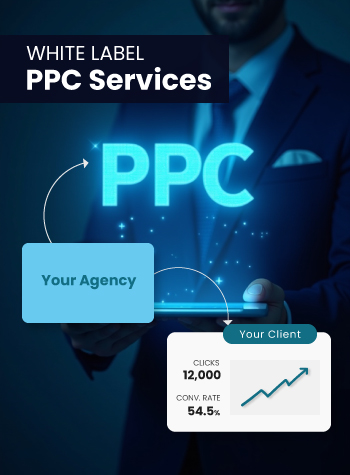 WHITE LABEL
PPC Services
PPC
Your Agency
Your Client
CLICKS
12,000
CONV. RATE
54.5%